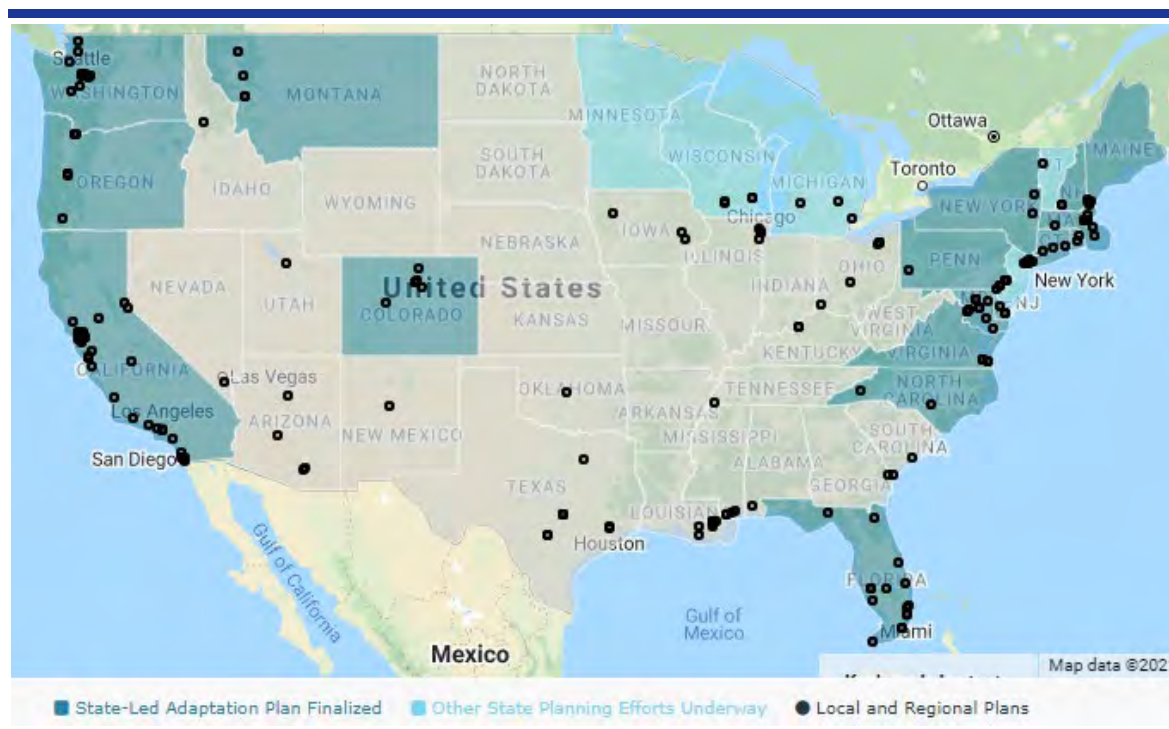 Seattle
WASHINGTON
MONTANA
NORTH
DAKOTA
MINNESOTA
Ottawa
MAINE
OREGON
IDAHO
SOUTH
DAKOTA
WISCONSIN
MICHIGAN
Toronto
WYOMING
NEW YORK
NH
MA
Chicago
IOWA
NEBRASKA
ILLINOIS
INDIANA
OHIO
PENN
New York
NEVADA
UTAH
United States
COLORADO
KANSAS
MISSOUR
WEST
VIRGINIA
NJ
KENTUCKY
VIRGINIA
CALIFORNIA
Las Vegas
Los Angeles
ARIZONA
NEW MEXICO
OKLAHOMA
ARKANSAS
TENNESSEE
NORTH
CAROLINA
MISSISSIPPI
SOUTH
CAROLINA
San Diego
ALABAMA
GEORGIA
TEXAS
LOUISIAN
Houston
Gulf of
California
FLORIDA
Gulf of
Mexico
Miami
Mexico
Map data ©202
State-Led Adaptation Plan Finalized
Other State Planning Efforts Underway
Local and Regional Plans